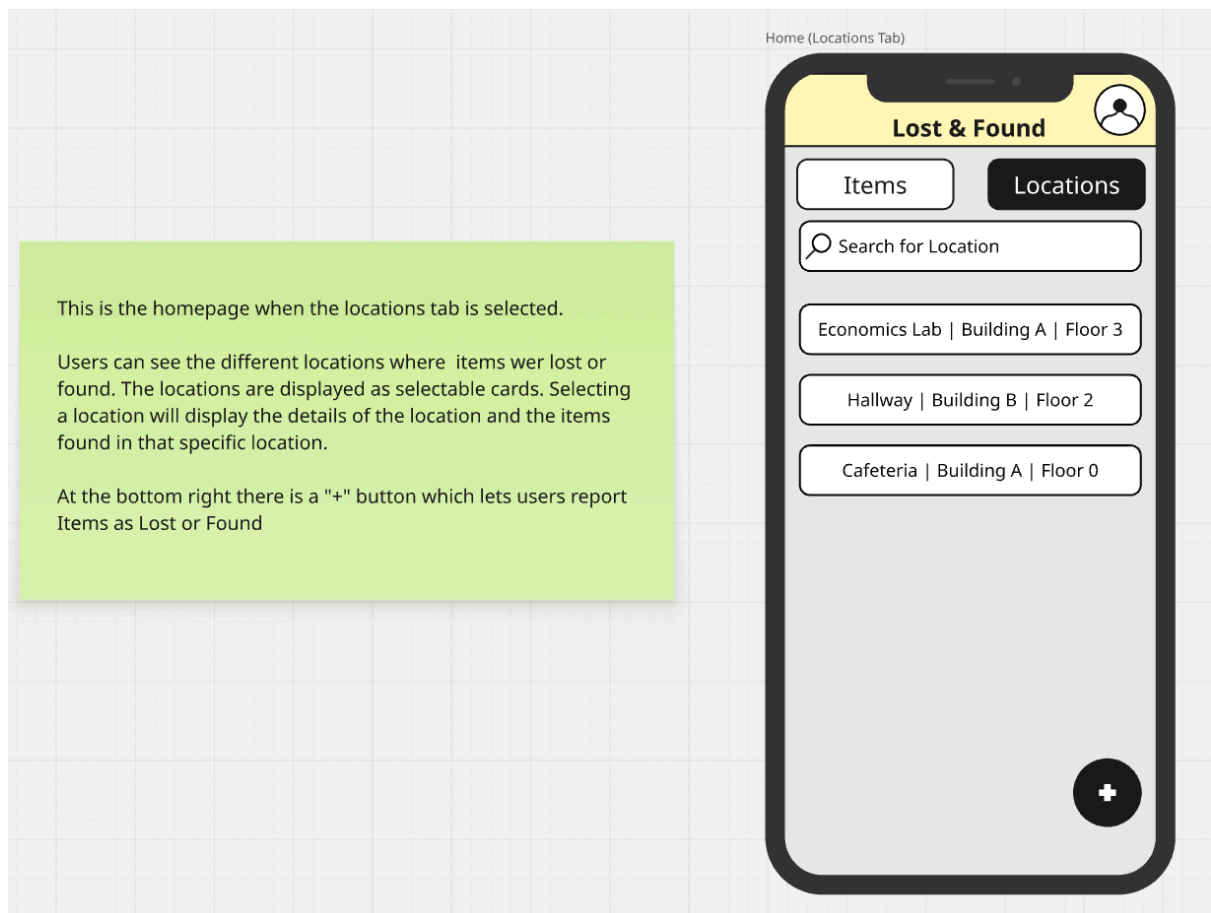 Home (Locations Tab)
Lost & Found
Items
Locations
Search for Location
Economics Lab | Building A | Floor 3
Hallway | Building B | Floor 2
Cafeteria | Building A | Floor 0
+
This is the homepage when the locations tab is selected.
Users can see the different locations where  items wer lost or
found. The locations are displayed as selectable cards. Selecting
a location will display the details of the location and the items
found in that specific location.
At the bottom right there is a "+" button which lets users report
Items as Lost or Found